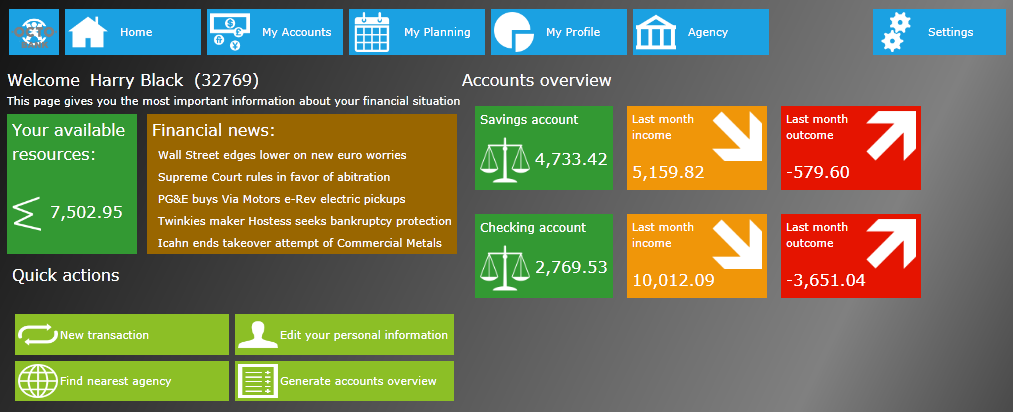 Home
My Accounts
My Planning
My Profile
Agency
Settings
Welcome Harry Black (32769)
This page gives you the most important information about your financial situation
Your available
resources:
7,502.95
Financial news:
Wall Street edges lower on new euro worries
Supreme Court rules in favor of abitration
PG&E buys Via Motors e-Rev electric pickups
Twinkies maker Hostess seeks bankruptcy protection
Icahn ends takeover attempt of Commercial Metals
Accounts overview
Savings account
4,733.42
Last month
income
5,159.82
Last month
outcome
-579.60
Checking account
2,769.53
Last month
income
10,012.09
Last month
outcome
-3,651.04
Quick actions
New transaction
Edit your personal information
Find nearest agency
Generate accounts overview